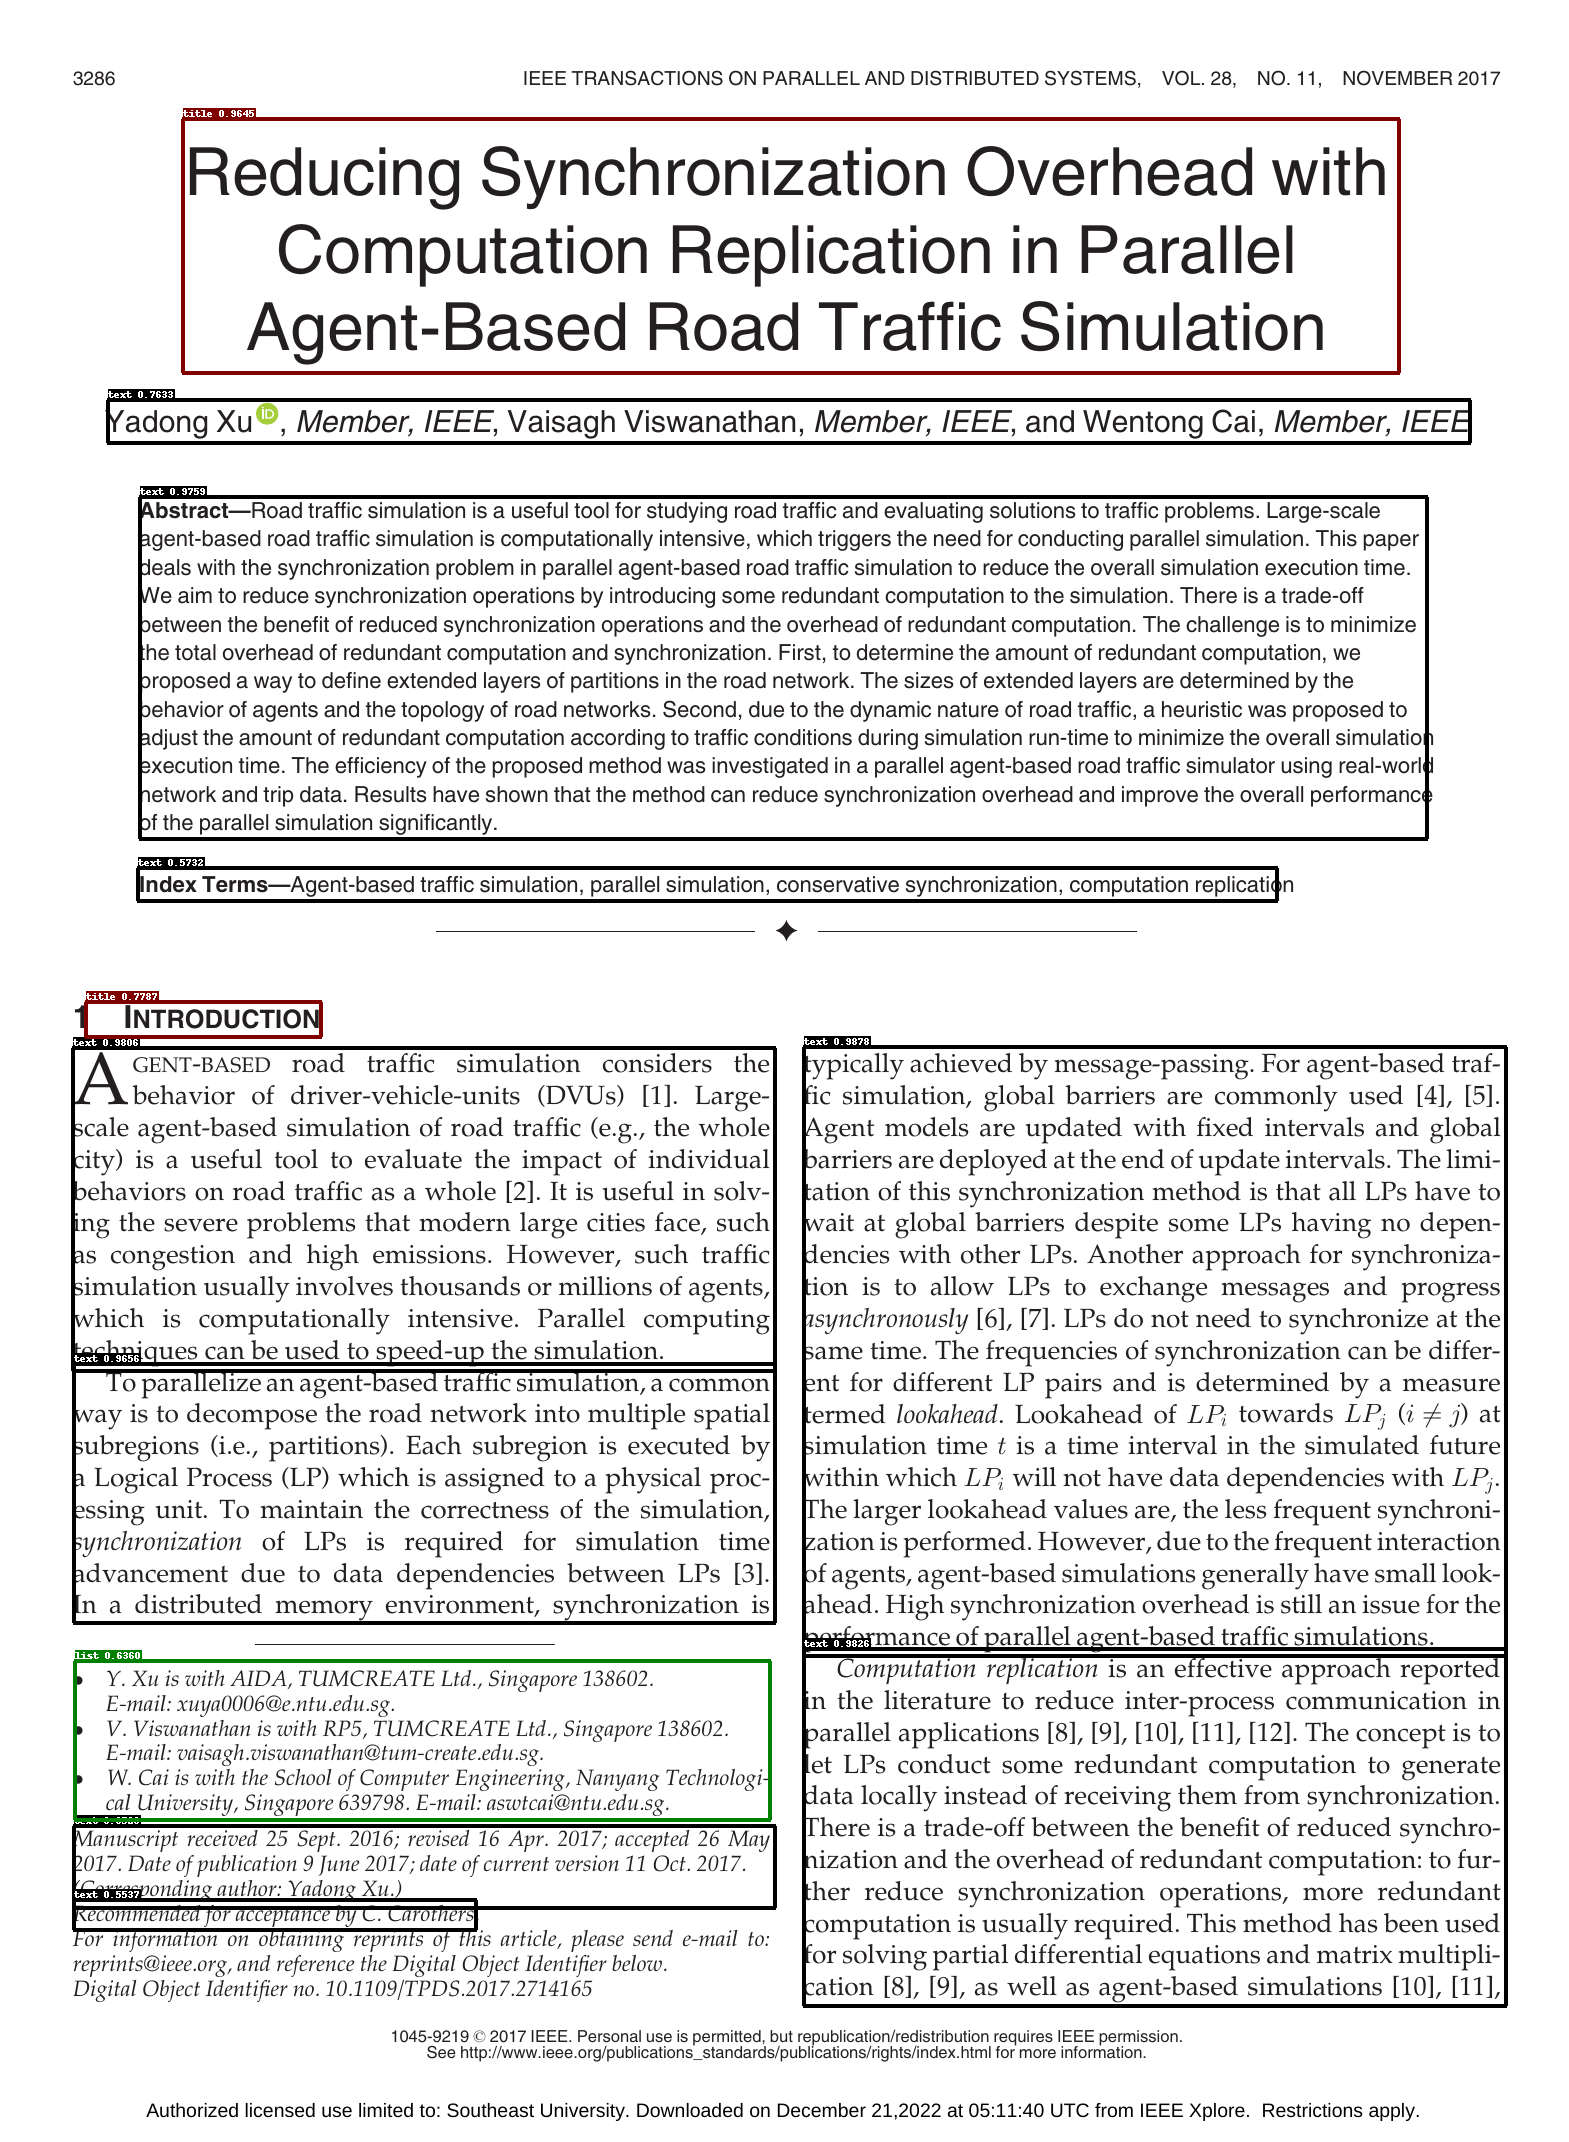 3286
IEEE TRANSACTIONS ON PARALLEL AND DISTRIBUTED SYSTEMS, VOL. 28, NO. 11, NOVEMBER 2017
title 0.9645
Reducing Synchronization Overhead with
Computation Replication in Parallel
Agent-Based Road Traffic Simulation
text 0.7633
Yadong Xu iD, Member, IEEE, Vaisagh Viswanathan, Member, IEEE, and Wentong Cai, Member, IEEE
text 0.9759
Abstract—Road traffic simulation is a useful tool for studying road traffic and evaluating solutions to traffic problems. Large-scale
agent-based road traffic simulation is computationally intensive, which triggers the need for conducting parallel simulation. This paper
deals with the synchronization problem in parallel agent-based road traffic simulation to reduce the overall simulation execution time.
We aim to reduce synchronization operations by introducing some redundant computation to the simulation. There is a trade-off
between the benefit of reduced synchronization operations and the overhead of redundant computation. The challenge is to minimize
the total overhead of redundant computation and synchronization. First, to determine the amount of redundant computation, we
proposed a way to define extended layers of partitions in the road network. The sizes of extended layers are determined by the
behavior of agents and the topology of road networks. Second, due to the dynamic nature of road traffic, a heuristic was proposed to
adjust the amount of redundant computation according to traffic conditions during simulation run-time to minimize the overall simulation
execution time. The efficiency of the proposed method was investigated in a parallel agent-based road traffic simulator using real-world
network and trip data. Results have shown that the method can reduce synchronization overhead and improve the overall performance
of the parallel simulation significantly.
text 0.5732
Index Terms—Agent-based traffic simulation, parallel simulation, conservative synchronization, computation replication
title 0.7787
1 INTRODUCTION
text 0.9806
AGENT-BASED road traffic simulation considers the
behavior of driver-vehicle-units (DVUs) [1]. Large-
scale agent-based simulation of road traffic (e.g., the whole
city) is a useful tool to evaluate the impact of individual
behaviors on road traffic as a whole [2]. It is useful in solv-
ing the severe problems that modern large cities face, such
as congestion and high emissions. However, such traffic
simulation usually involves thousands or millions of agents,
which is computationally intensive. Parallel computing
techniques can be used to speed-up the simulation.
text 0.9656
To parallelize an agent-based traffic simulation, a common
way is to decompose the road network into multiple spatial
subregions (i.e., partitions). Each subregion is executed by
a Logical Process (LP) which is assigned to a physical proc-
essing unit. To maintain the correctness of the simulation,
synchronization of LPs is required for simulation time
advancement due to data dependencies between LPs [3].
In a distributed memory environment, synchronization is
list 0.6360
• Y. Xu is with AIDA, TUMCREATE Ltd., Singapore 138602.
E-mail: xuya0006@e.ntu.edu.sg.
• V. Viswanathan is with RP5, TUMCREATE Ltd., Singapore 138602.
E-mail: vaisagh.viswanathan@tum-create.edu.sg.
• W. Cai is with the School of Computer Engineering, Nanyang Technologi-
cal University, Singapore 639798. E-mail: aswtcai@ntu.edu.sg.
Manuscript received 25 Sept. 2016; revised 16 Apr. 2017; accepted 26 May
2017. Date of publication 9 June 2017; date of current version 11 Oct. 2017.
(Corresponding author: Yadong Xu.)
text 0.5537
Recommended for acceptance by C. Carothers.
For information on obtaining reprints of this article, please send e-mail to:
reprints@ieee.org, and reference the Digital Object Identifier below.
Digital Object Identifier no. 10.1109/TPDS.2017.2714165
text 0.9878
typically achieved by message-passing. For agent-based traf-
fic simulation, global barriers are commonly used [4], [5].
Agent models are updated with fixed intervals and global
barriers are deployed at the end of update intervals. The limi-
tation of this synchronization method is that all LPs have to
wait at global barriers despite some LPs having no depen-
dencies with other LPs. Another approach for synchroniza-
tion is to allow LPs to exchange messages and progress
asynchronously [6], [7]. LPs do not need to synchronize at the
same time. The frequencies of synchronization can be differ-
ent for different LP pairs and is determined by a measure
termed lookahead. Lookahead of LPi towards LPj (i ≠ j) at
simulation time t is a time interval in the simulated future
within which LPi will not have data dependencies with LPj.
The larger lookahead values are, the less frequent synchroni-
zation is performed. However, due to the frequent interaction
of agents, agent-based simulations generally have small look-
ahead. High synchronization overhead is still an issue for the
performance of parallel agent-based traffic simulations.
text 0.9826
Computation replication is an effective approach reported
in the literature to reduce inter-process communication in
parallel applications [8], [9], [10], [11], [12]. The concept is to
let LPs conduct some redundant computation to generate
data locally instead of receiving them from synchronization.
There is a trade-off between the benefit of reduced synchro-
nization and the overhead of redundant computation: to fur-
ther reduce synchronization operations, more redundant
computation is usually required. This method has been used
for solving partial differential equations and matrix multipli-
cation [8], [9], as well as agent-based simulations [10], [11],
1045-9219 © 2017 IEEE. Personal use is permitted, but republication/redistribution requires IEEE permission.
See http://www.ieee.org/publications_standards/publications/rights/index.html for more information.
Authorized licensed use limited to: Southeast University. Downloaded on December 21,2022 at 05:11:40 UTC from IEEE Xplore. Restrictions apply.